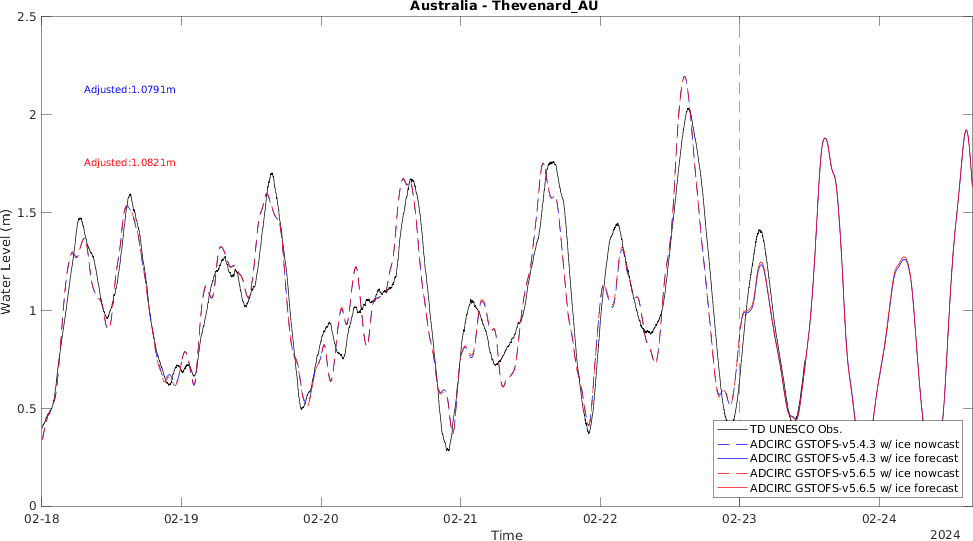 Australia - Thevenard_AU
2.5
Adjusted:1.0791m
2
Adjusted:1.0821m
1.5
Water Level (m)
1
0.5
TD UNESCO Obs.
ADCIRC GSTOFS-v5.4.3 w/ ice nowcast
ADCIRC GSTOFS-v5.4.3 w/ ice forecast
ADCIRC GSTOFS-v5.6.5 w/ ice nowcast
ADCIRC GSTOFS-v5.6.5 w/ ice forecast
0
02-18
02-19
02-20
02-21
02-22
02-23
02-24
Time
2024